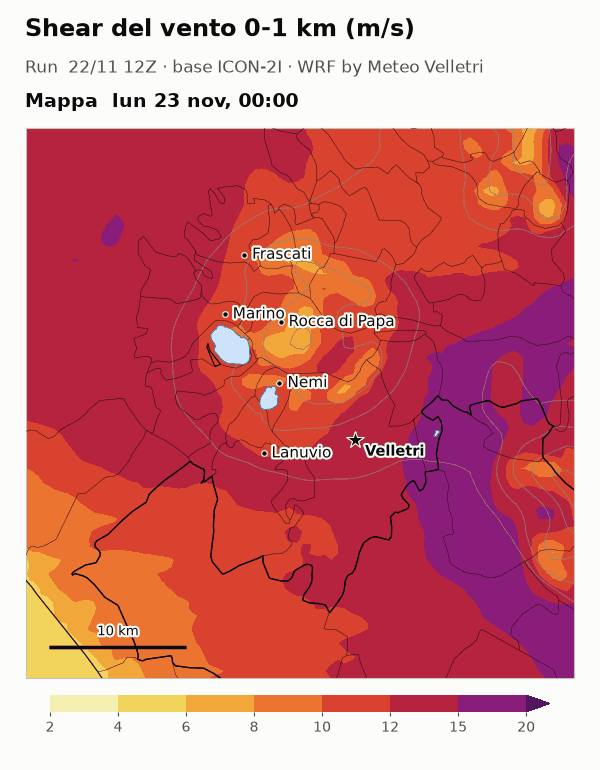 Shear del vento 0-1 km (m/s)
Run  22/11 12Z · base ICON-2I · WRF by Meteo Velletri
Mappa  lun 23 nov, 00:00
Frascati
Marino
Rocca di Papa
Nemi
Velletri
Lanuvio
10 km
2 4 6 8 10 12 15 20